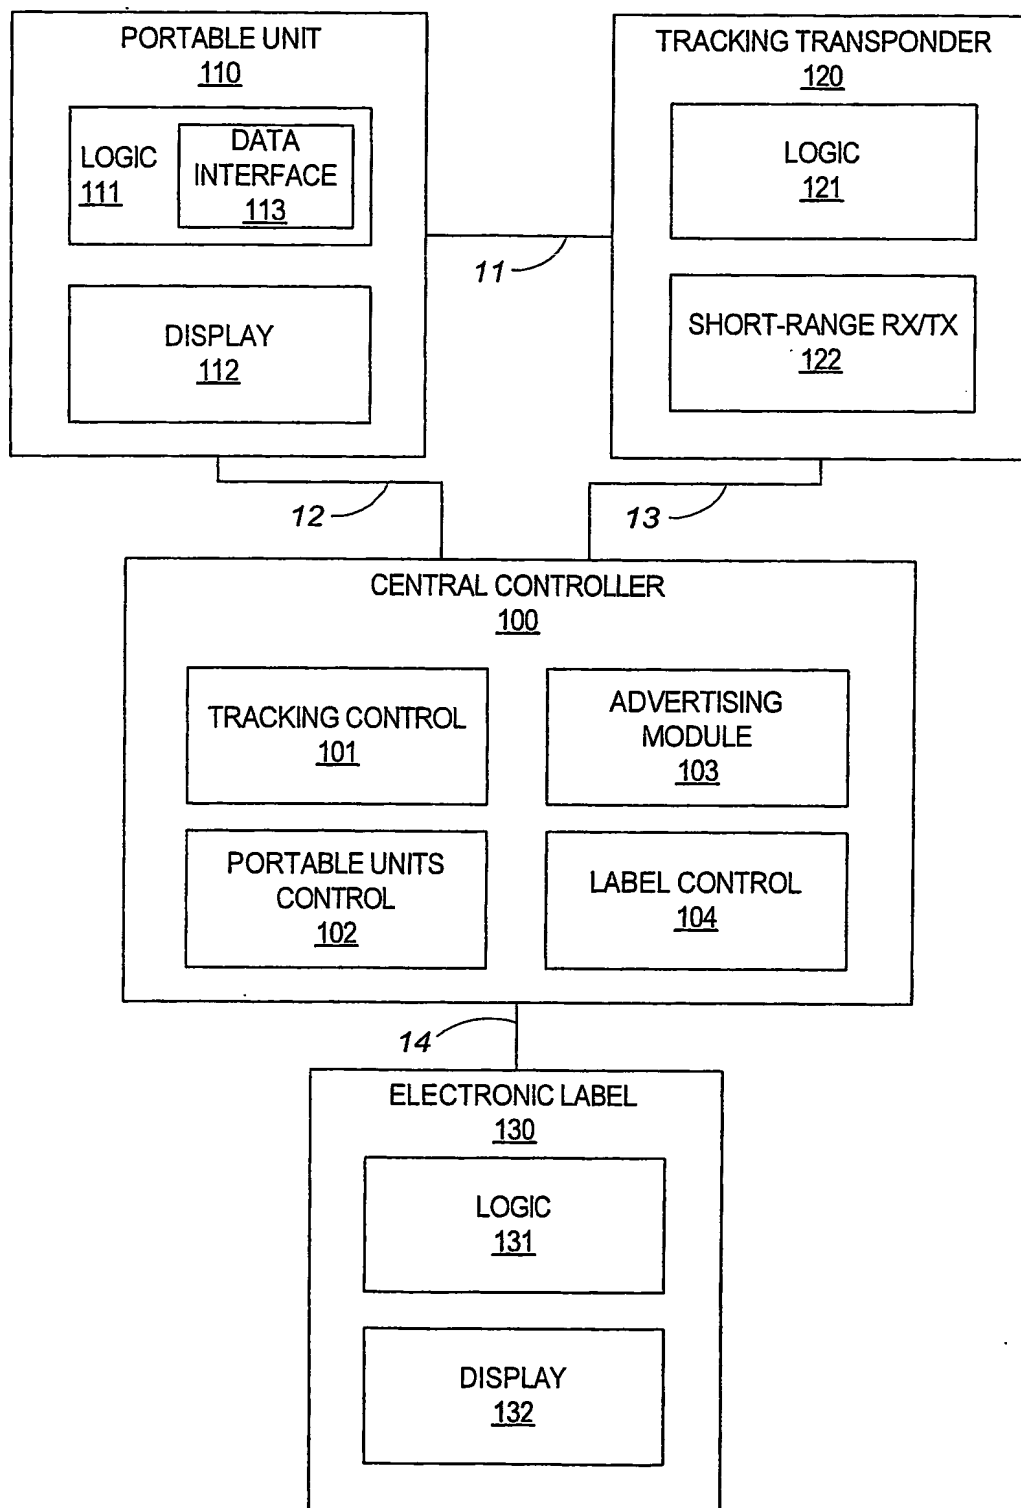 PORTABLE UNIT
110
LOGIC
111
DATA
INTERFACE
113
DISPLAY
112
TRACKING TRANSPONDER
120
LOGIC
121
SHORT-RANGE RX/TX
122
11
12
13
CENTRAL CONTROLLER
100
TRACKING CONTROL
101
ADVERTISING
MODULE
103
PORTABLE UNITS
CONTROL
102
LABEL CONTROL
104
14
ELECTRONIC LABEL
130
LOGIC
131
DISPLAY
132